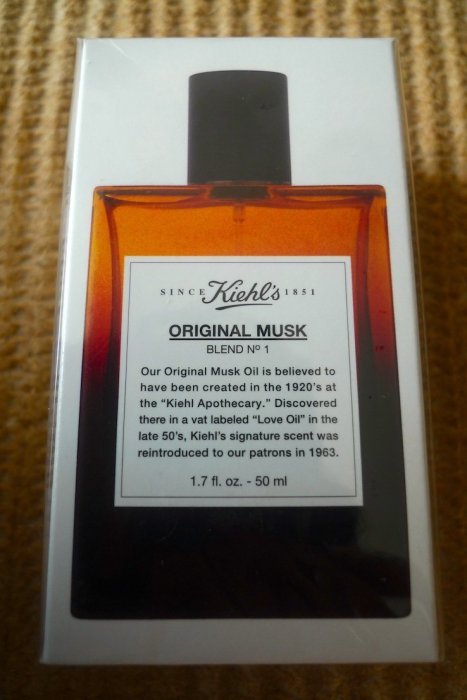 SINCE Kiehl's 1851
ORIGINAL MUSK
BLEND Nº 1
Our Original Musk Oil is believed to
have been created in the 1920's at
the "Kiehl Apothecary." Discovered
there in a vat labeled "Love Oil" in the
late 50's, Kiehl's signature scent was
reintroduced to our patrons in 1963.
1.7 fl. oz. - 50 ml